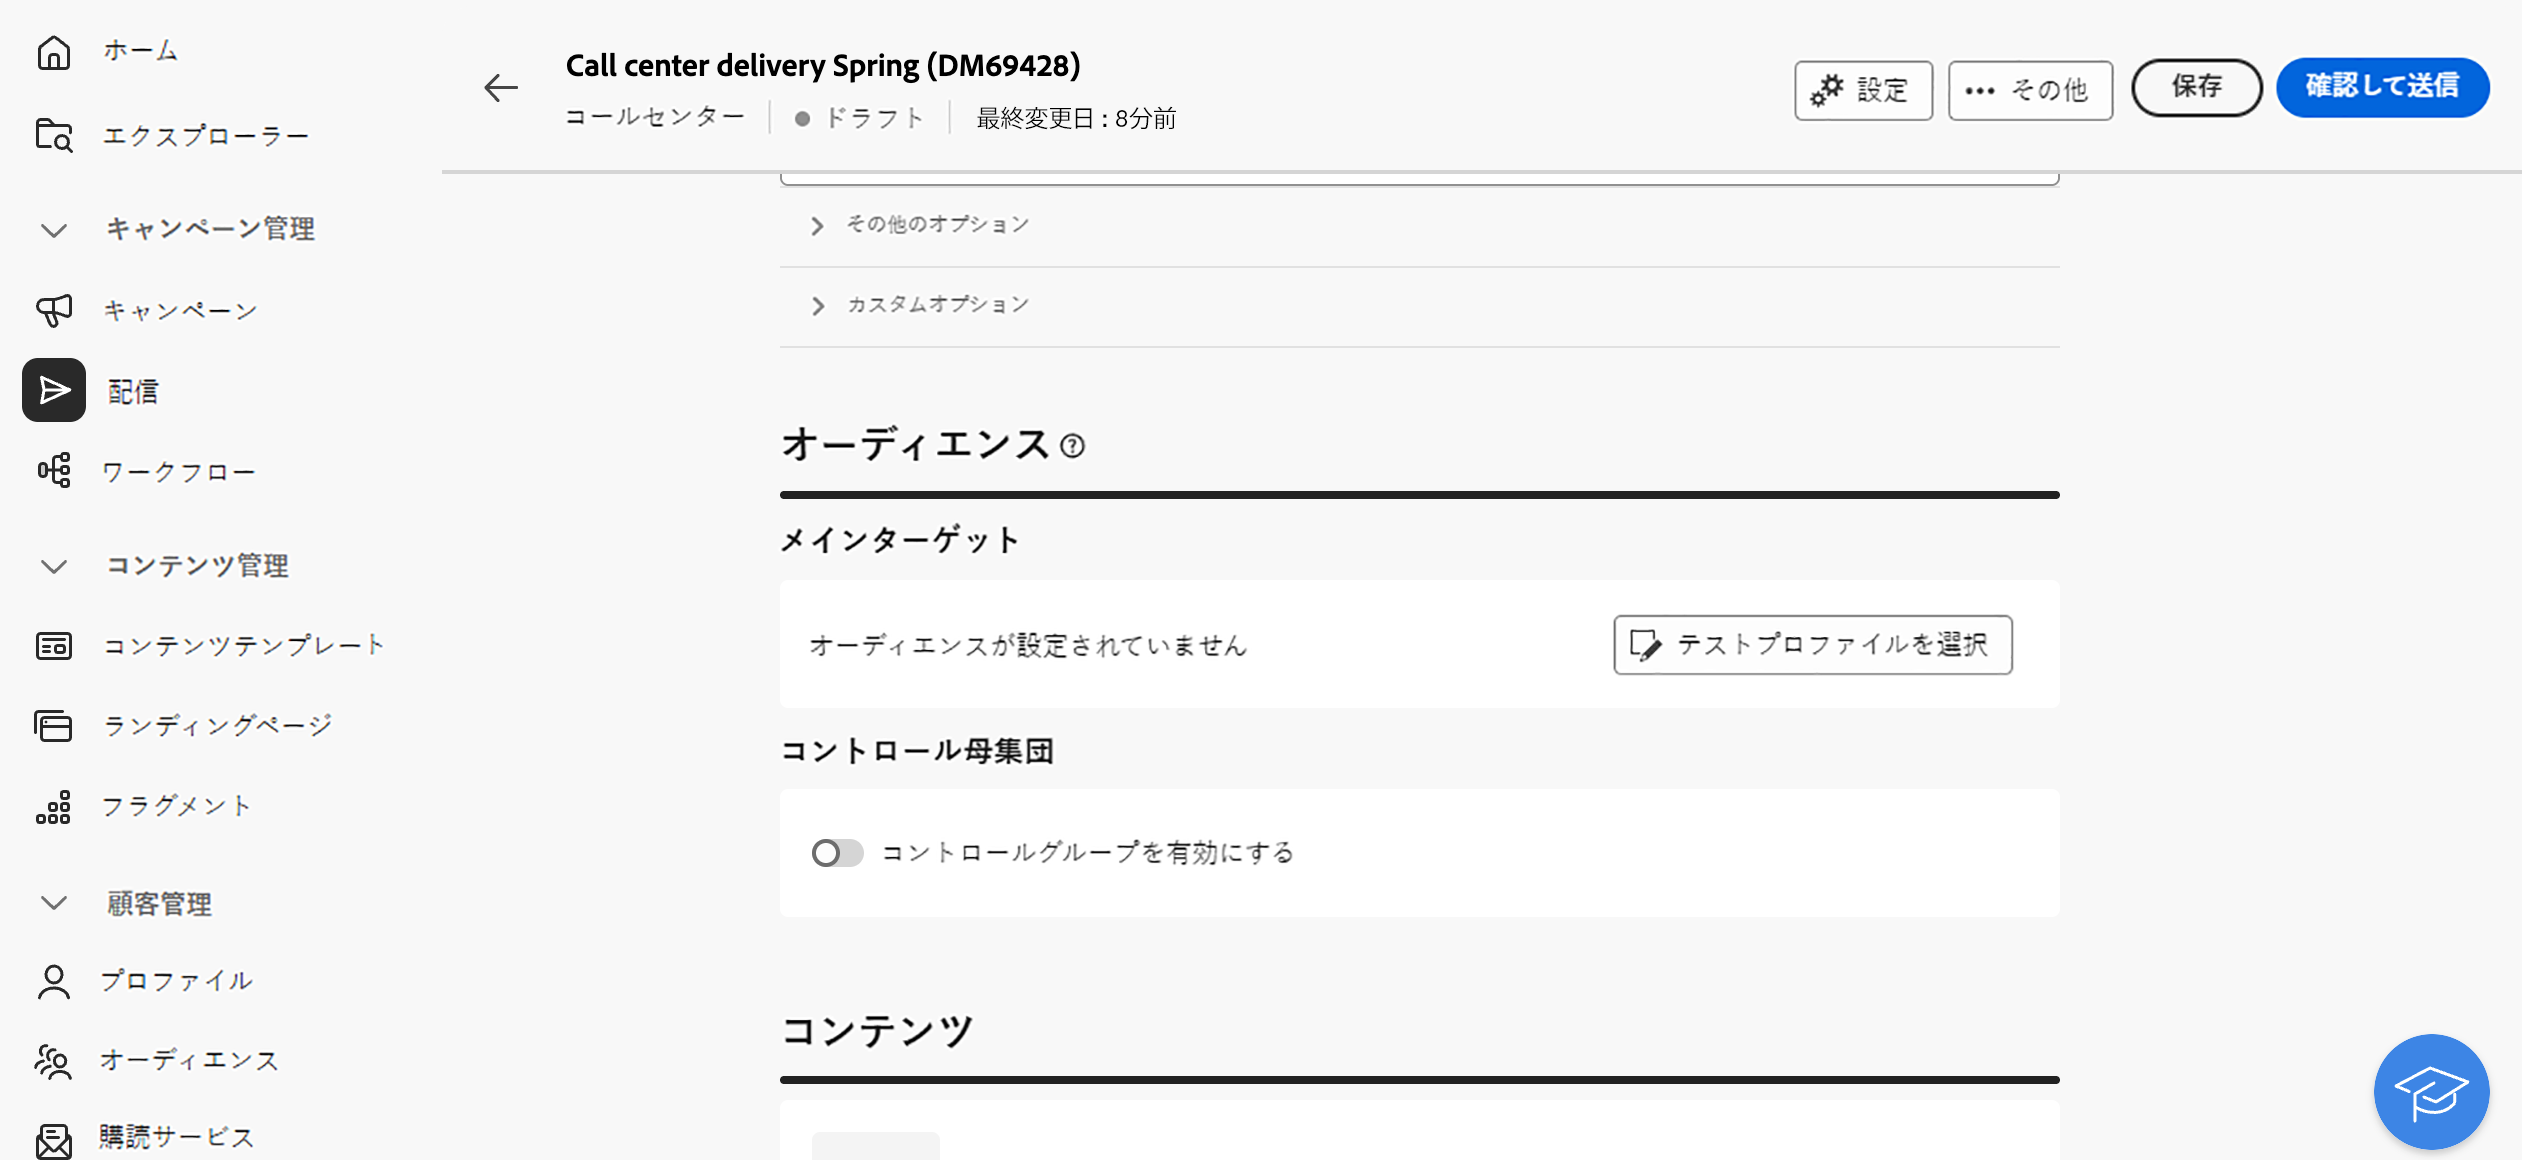 ホーム
エクスプローラー
キャンペーン管理
キャンペーン
配信
ワークフロー
コンテンツ管理
コンテンツテンプレート
ランディングページ
フラグメント
顧客管理
プロファイル
オーディエンス
購読サービス
Call center delivery Spring (DM69428)
コールセンター
ドラフト
最終変更日 : 8分前
設定
その他
保存
確認して送信
その他のオプション
カスタムオプション
オーディエンス
メインターゲット
オーディエンスが設定されていません
テストプロファイルを選択
コントロール母集団
コントロールグループを有効にする
コンテンツ